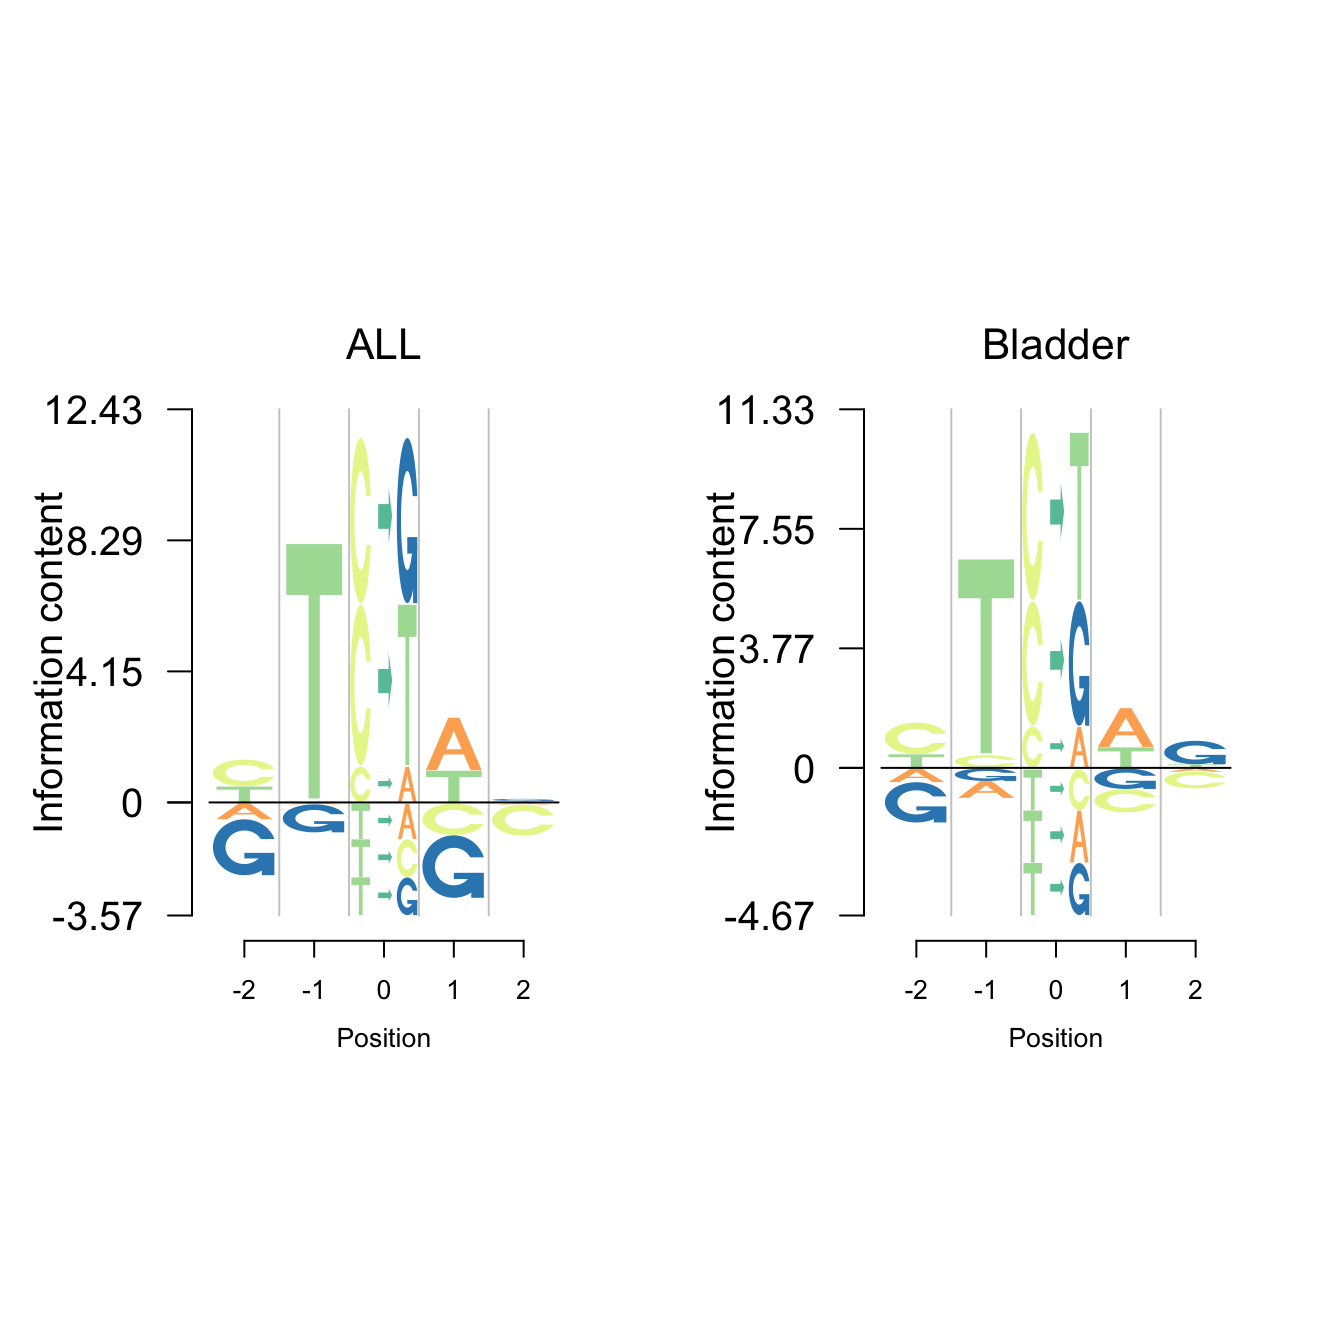 ALL
12.43
8.29
4.15
0
-3.57
Information content
C T A G
T G
C G
C T
C A
T A
T C
T G
A T C G
C
-2 -1 0 1 2
Position
Bladder
11.33
7.55
3.77
0
-4.67
Information content
C T A G
T C G A
C T
C G
C A
T C
T A
T G
A T G C
G C
-2 -1 0 1 2
Position